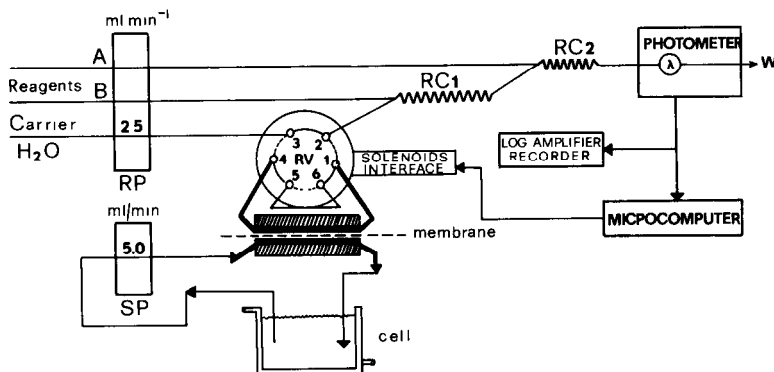 ml min⁻¹
A
Reagents
B
Carrier
H₂O
25
RP
RC1
RC2
PHOTOMETER
λ
W
3
2
4
RV
1
5
6
SOLENOIDS
INTERFACE
LOG AMPLIFIER
RECORDER
MICPOCOMPUTER
ml/min
5.0
SP
membrane
cell